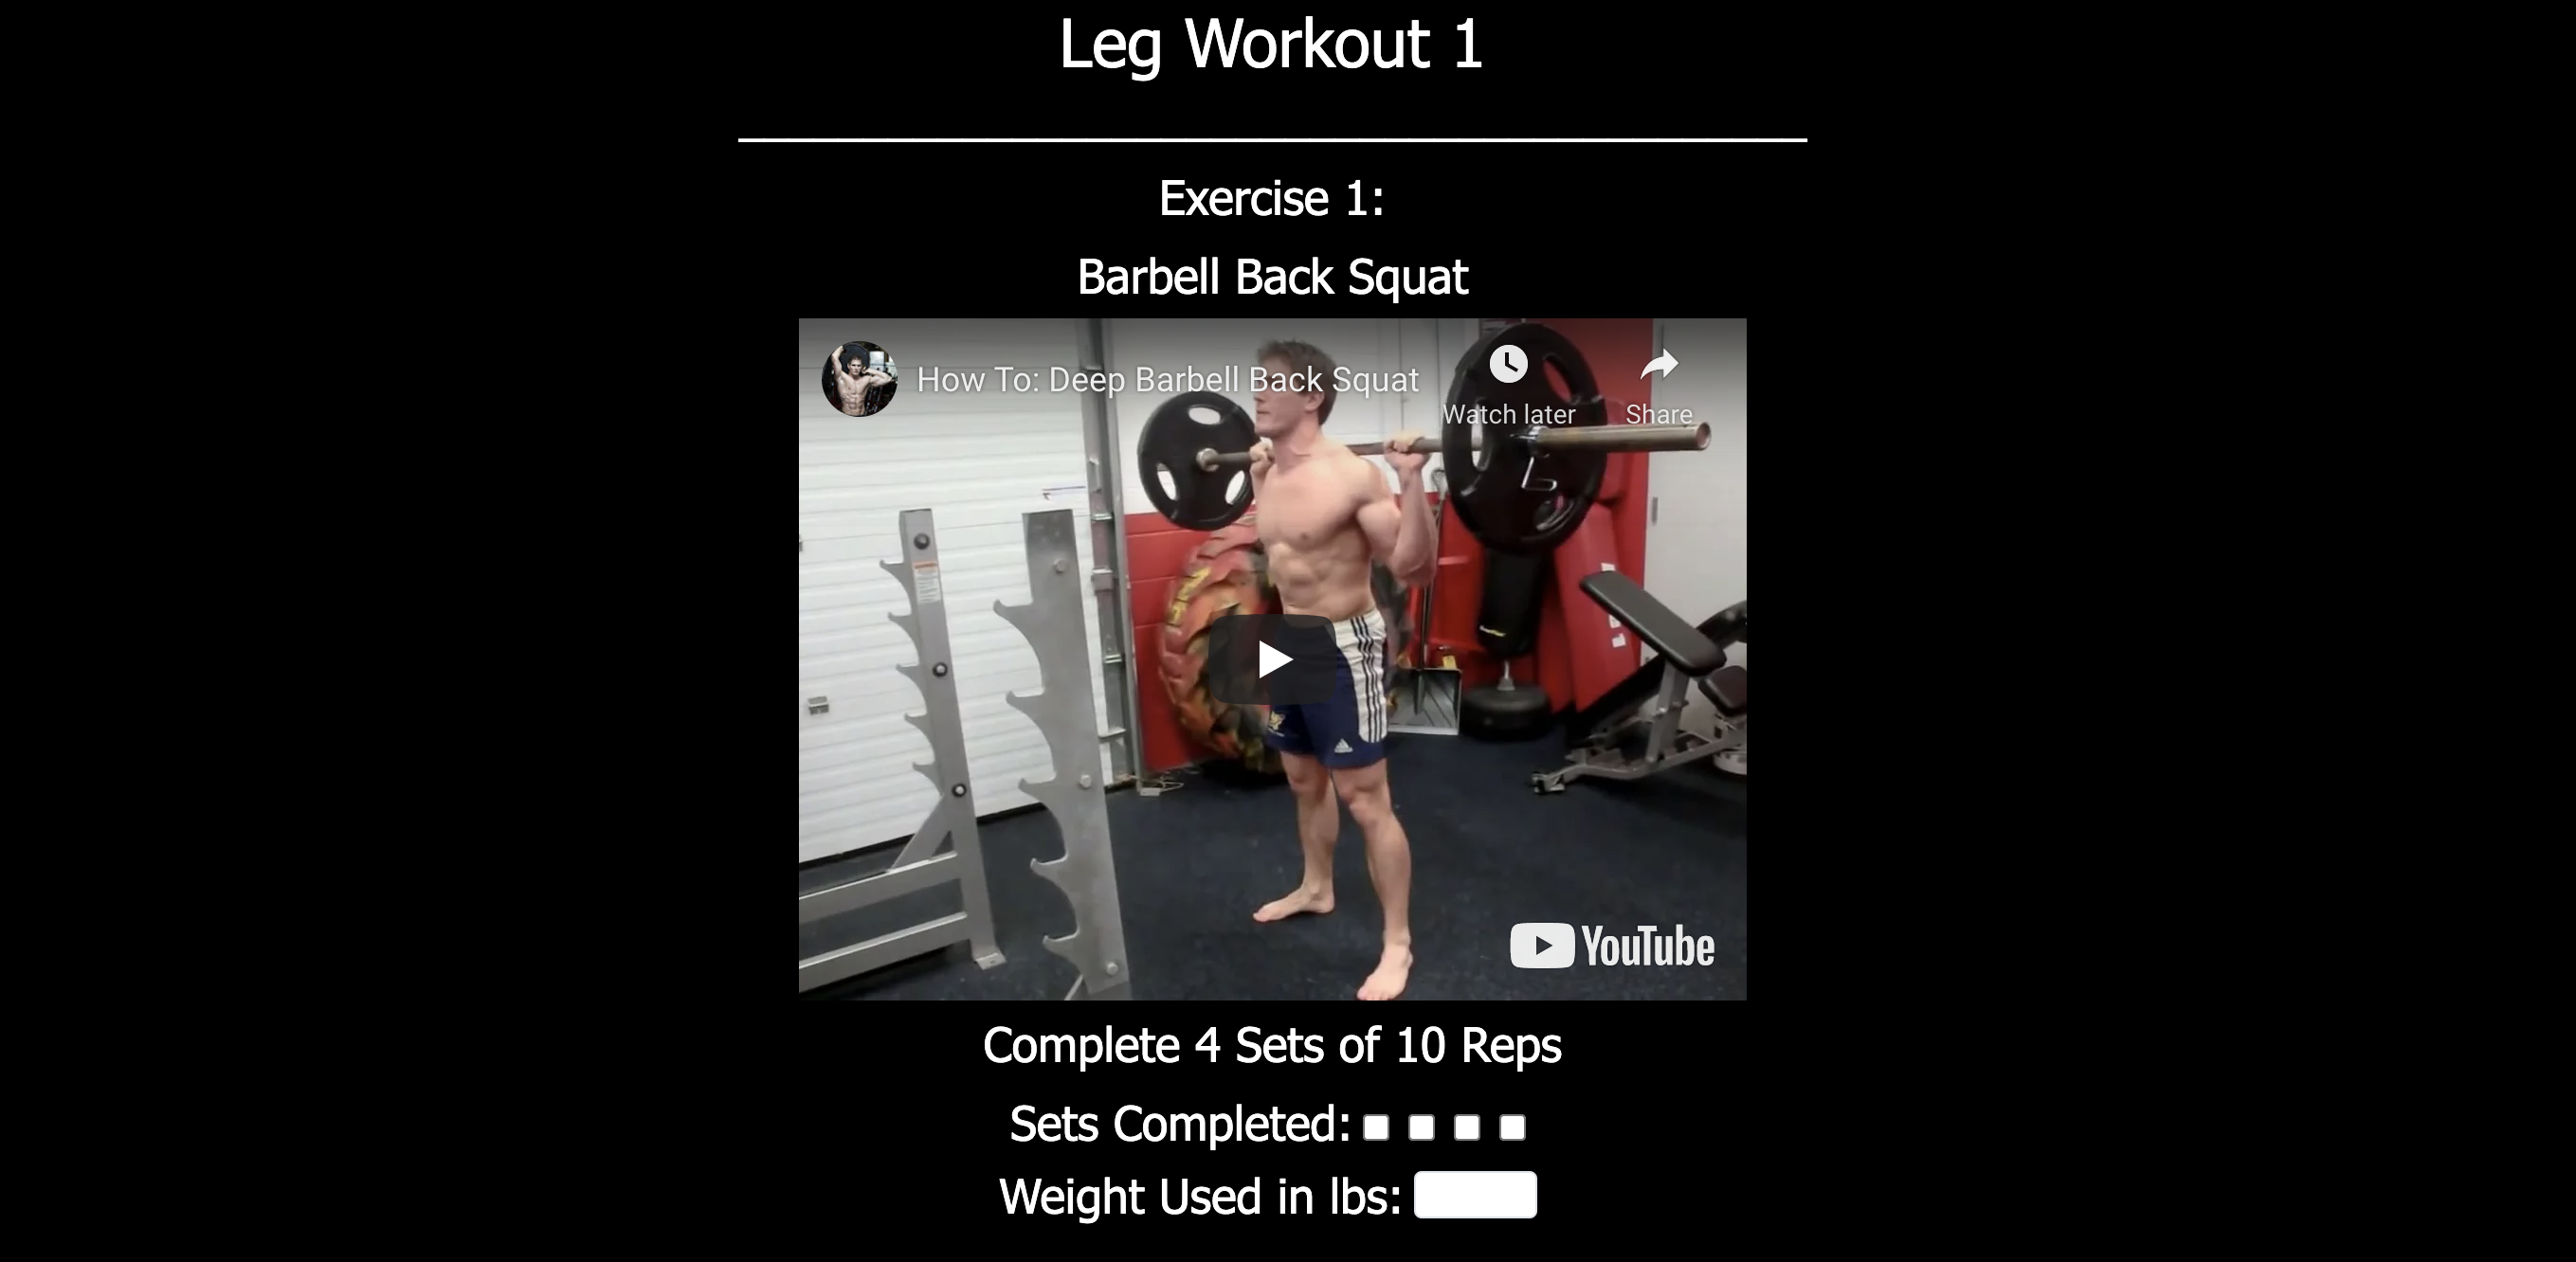 Leg Workout 1
Exercise 1:
Barbell Back Squat
How To: Deep Barbell Back Squat
Watch later
Share
YouTube
Complete 4 Sets of 10 Reps
Sets Completed:
Weight Used in lbs: